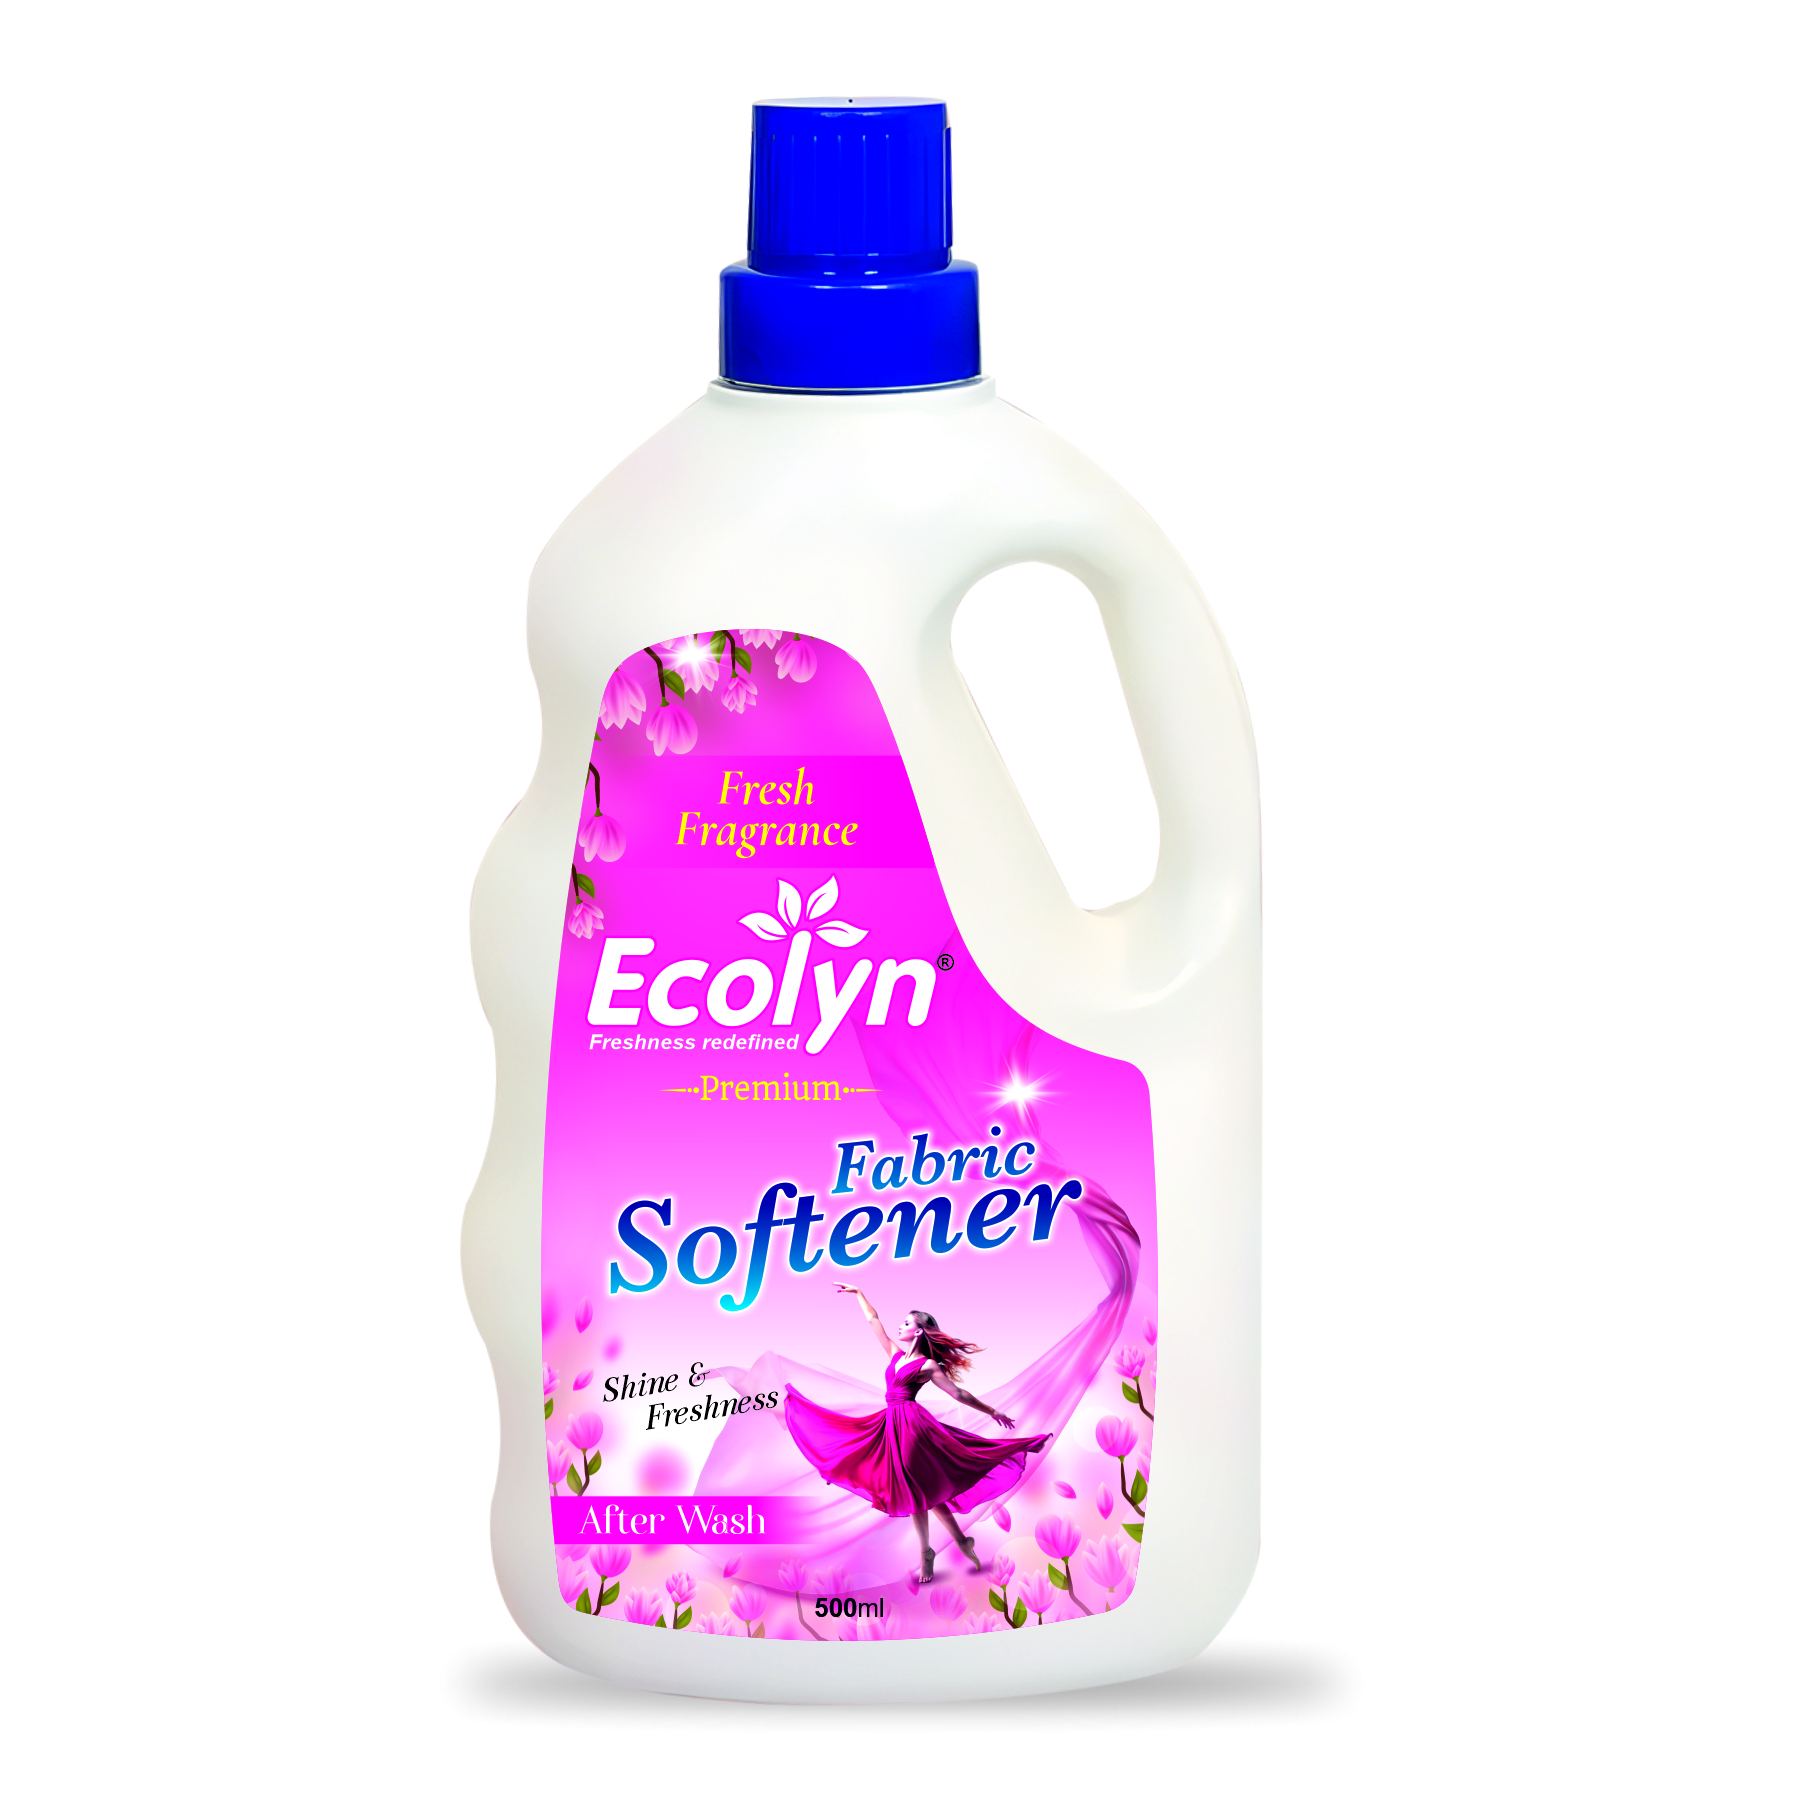 Fresh
Fragrance
Ecolyn®
Freshness redefined
Premium
Fabric
Softener
Shine &
Freshness
After Wash
500ml